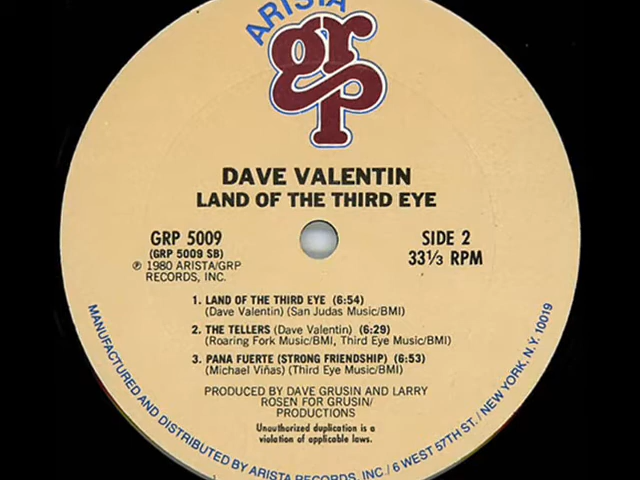 ARISTA
grp
DAVE VALENTIN
LAND OF THE THIRD EYE
GRP 5009
(GRP 5009 SB)
℗ 1980 ARISTA/GRP
RECORDS, INC.
SIDE 2
33⅓ RPM
1. LAND OF THE THIRD EYE (6:54)
(Dave Valentin) (San Judas Music/BMI)
2. THE TELLERS (Dave Valentin) (6:29)
(Roaring Fork Music/BMI, Third Eye Music/BMI)
3. PANA FUERTE (STRONG FRIENDSHIP) (6:53)
(Michael Viñas) (Third Eye Music/BMI)
PRODUCED BY DAVE GRUSIN AND LARRY
ROSEN FOR GRUSIN/
PRODUCTIONS
Unauthorized duplication is a
violation of applicable laws.
MANUFACTURED AND DISTRIBUTED BY ARISTA RECORDS, INC./6 WEST 57TH ST./NEW YORK, N.Y. 10019